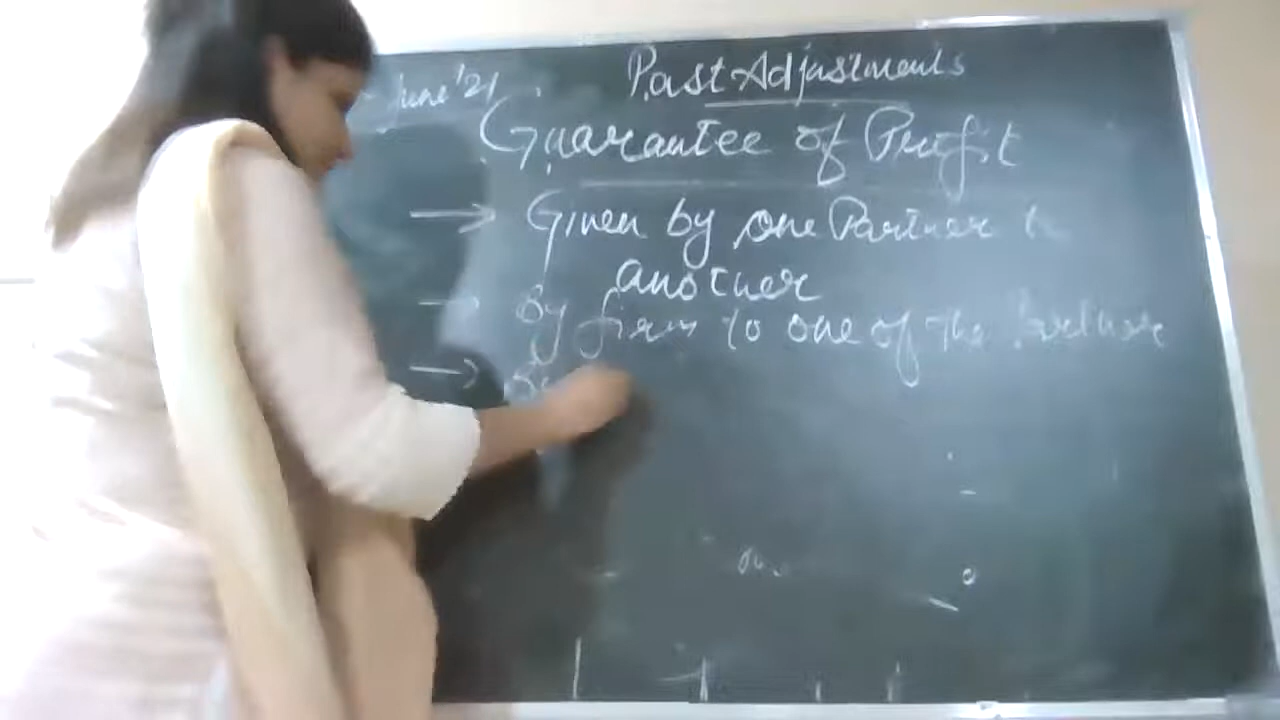 June '21
Past Adjustments
Guarantee of Profit
→ Given by one Partner to
another
→ By firm to one of the Partner
→